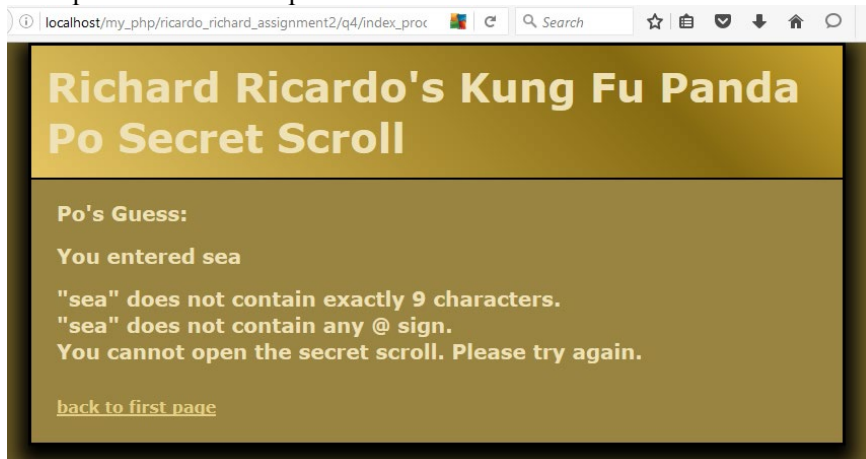 localhost/my_php/ricardo_richard_assignment2/q4/index_proc
Search
Richard Ricardo's Kung Fu Panda
Po Secret Scroll
Po's Guess:
You entered sea
"sea" does not contain exactly 9 characters.
"sea" does not contain any @ sign.
You cannot open the secret scroll. Please try again.
back to first page